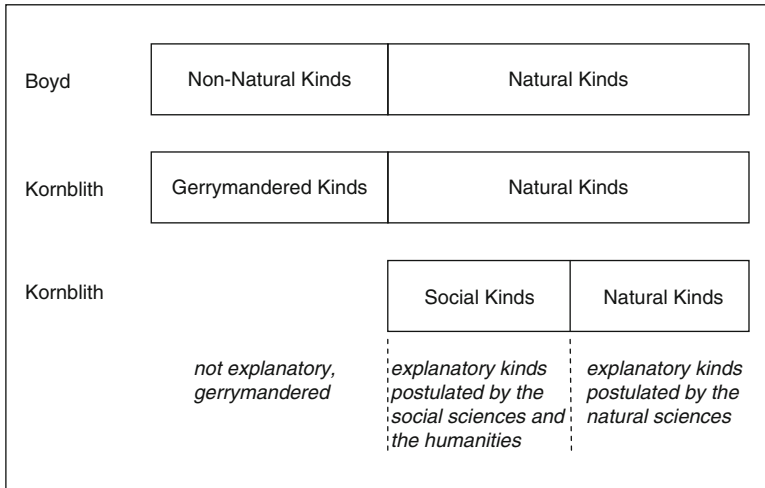 Boyd
Non-Natural Kinds
Natural Kinds
Kornblith
Gerrymandered Kinds
Natural Kinds
Kornblith
Social Kinds
Natural Kinds
not explanatory,
gerrymandered
explanatory kinds
postulated by the
social sciences and
the humanities
explanatory kinds
postulated by the
natural sciences